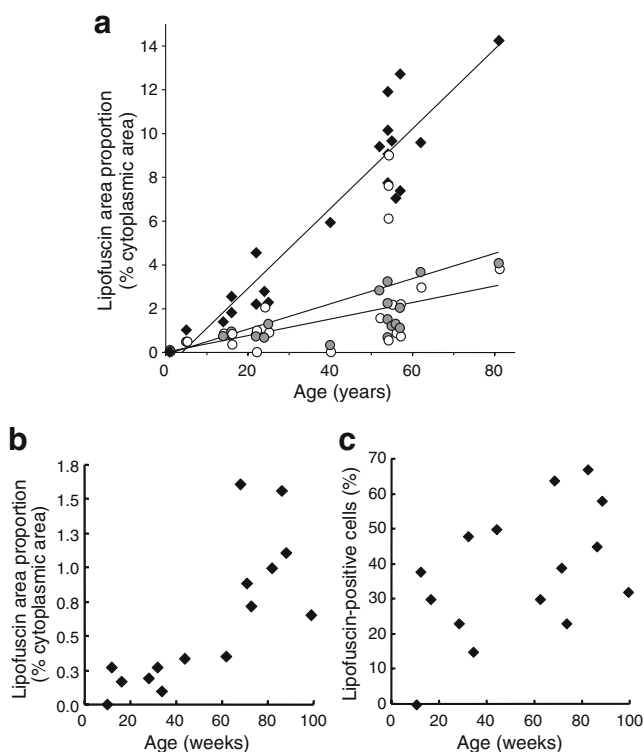 a
Lipofuscin area proportion
(% cytoplasmic area)
14
12
10
8
6
4
2
0
0 20 40 60 80
Age (years)
b
Lipofuscin area proportion
(% cytoplasmic area)
1.8
1.3
1.0
0.8
0.5
0.3
0.0
0 20 40 60 80 100
Age (weeks)
c
Lipofuscin-positive cells (%)
70
60
50
40
30
20
10
0
0 20 40 60 80 100
Age (weeks)